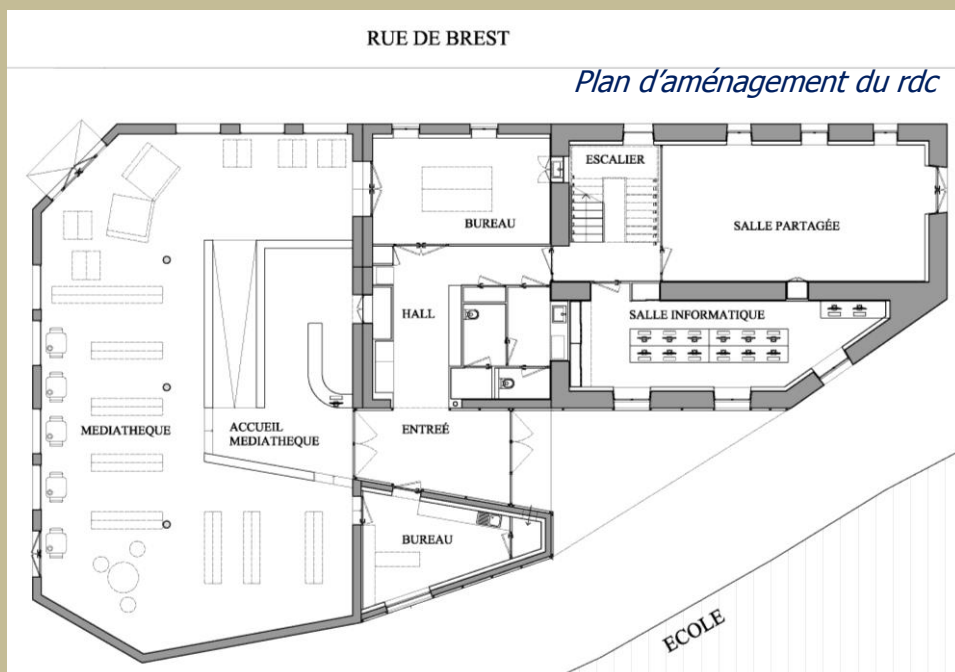 RUE DE BREST
Plan d'aménagement du rdc
ESCALIER
BUREAU
SALLE PARTAGÉE
HALL
SALLE INFORMATIQUE
MEDIATHEQUE
ACCUEIL
MEDIATHEQUE
ENTREÉ
BUREAU
ECOLE